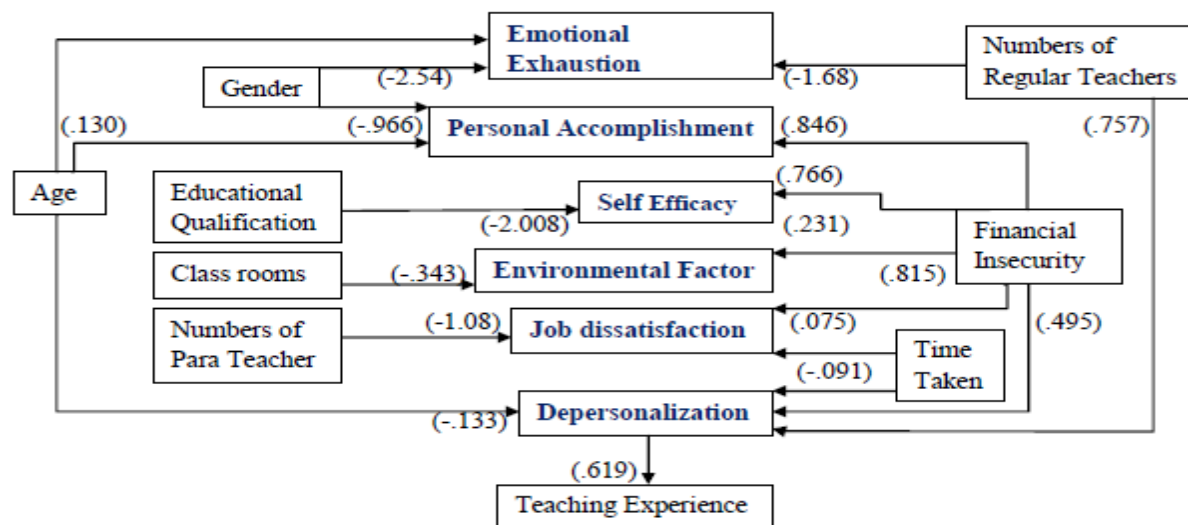 Emotional
Exhaustion
Numbers of
Regular Teachers
(-2.54)
(-1.68)
Gender
(.130)
(-.966)
Personal Accomplishment
(.846)
(.757)
Age
Educational
Qualification
(.766)
Self Efficacy
(-2.008)
(.231)
Financial
Insecurity
Class rooms
(-.343)
Environmental Factor
(.815)
Numbers of
Para Teacher
(-1.08)
Job dissatisfaction
(.075)
(.495)
Time
Taken
(-.091)
Depersonalization
(-.133)
(.619)
Teaching Experience